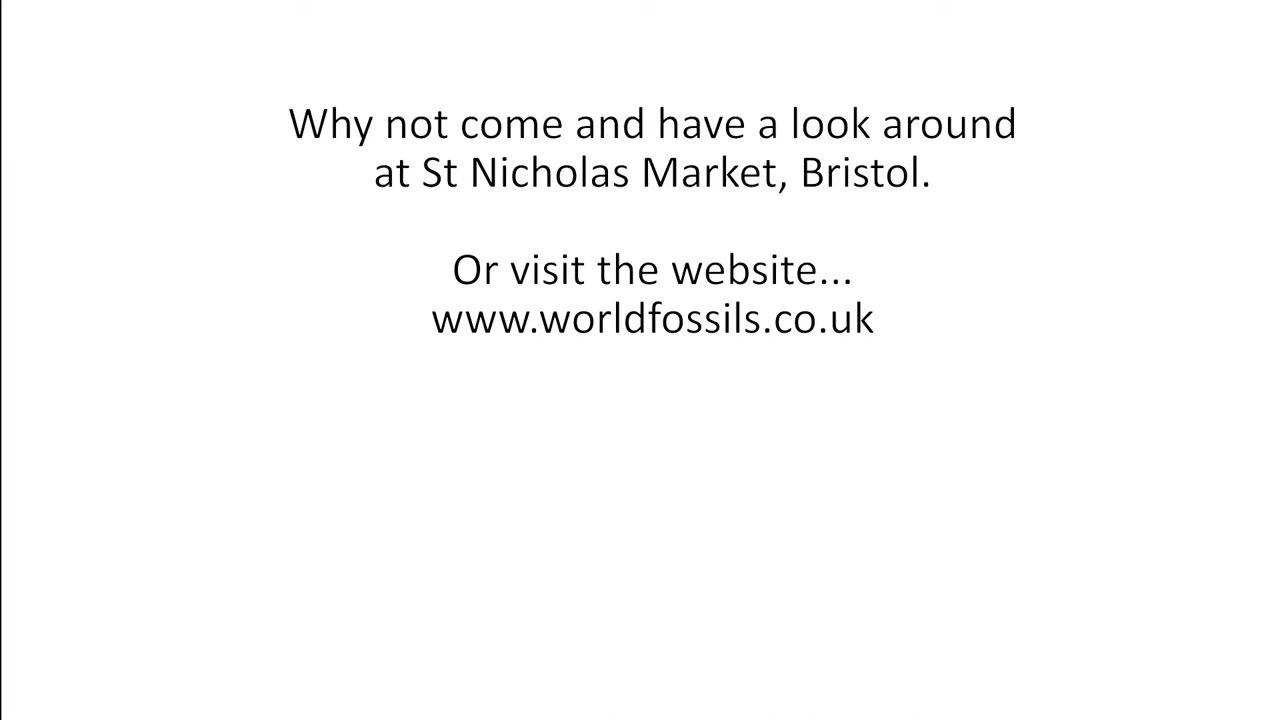 Why not come and have a look around
at St Nicholas Market, Bristol.
Or visit the website...
www.worldfossils.co.uk